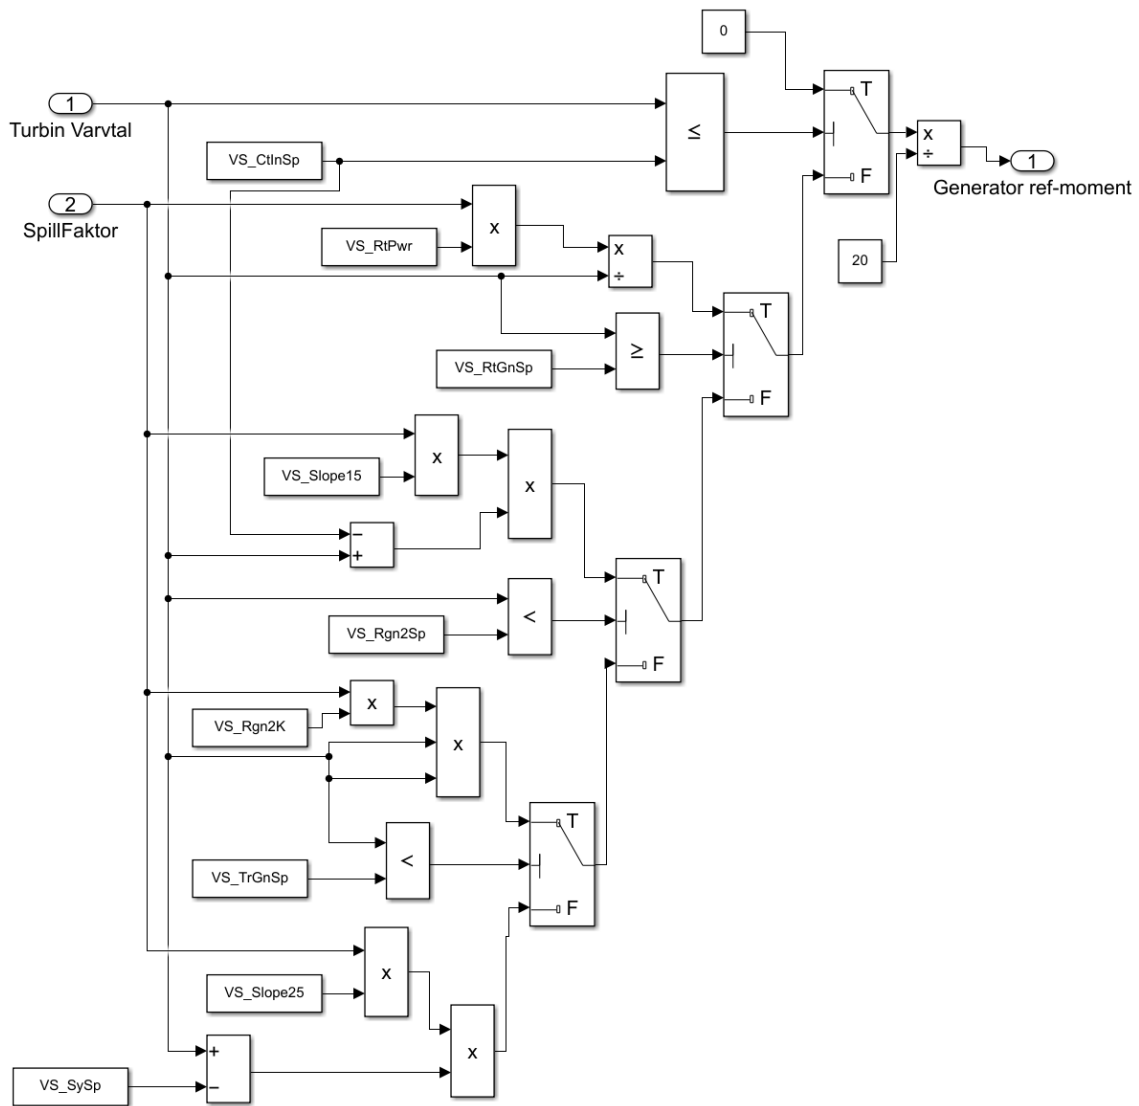 0
1
T
Turbin Varvtal
≤
x
÷
VS_CtInSp
1
F
Generator ref-moment
2
SpillFaktor
x
VS_RtPwr
x
÷
20
T
≥
VS_RtGnSp
F
x
VS_Slope15
x
−
+
T
<
VS_Rgn2Sp
F
x
VS_Rgn2K
x
T
<
VS_TrGnSp
F
x
VS_Slope25
x
+
−
VS_SySp